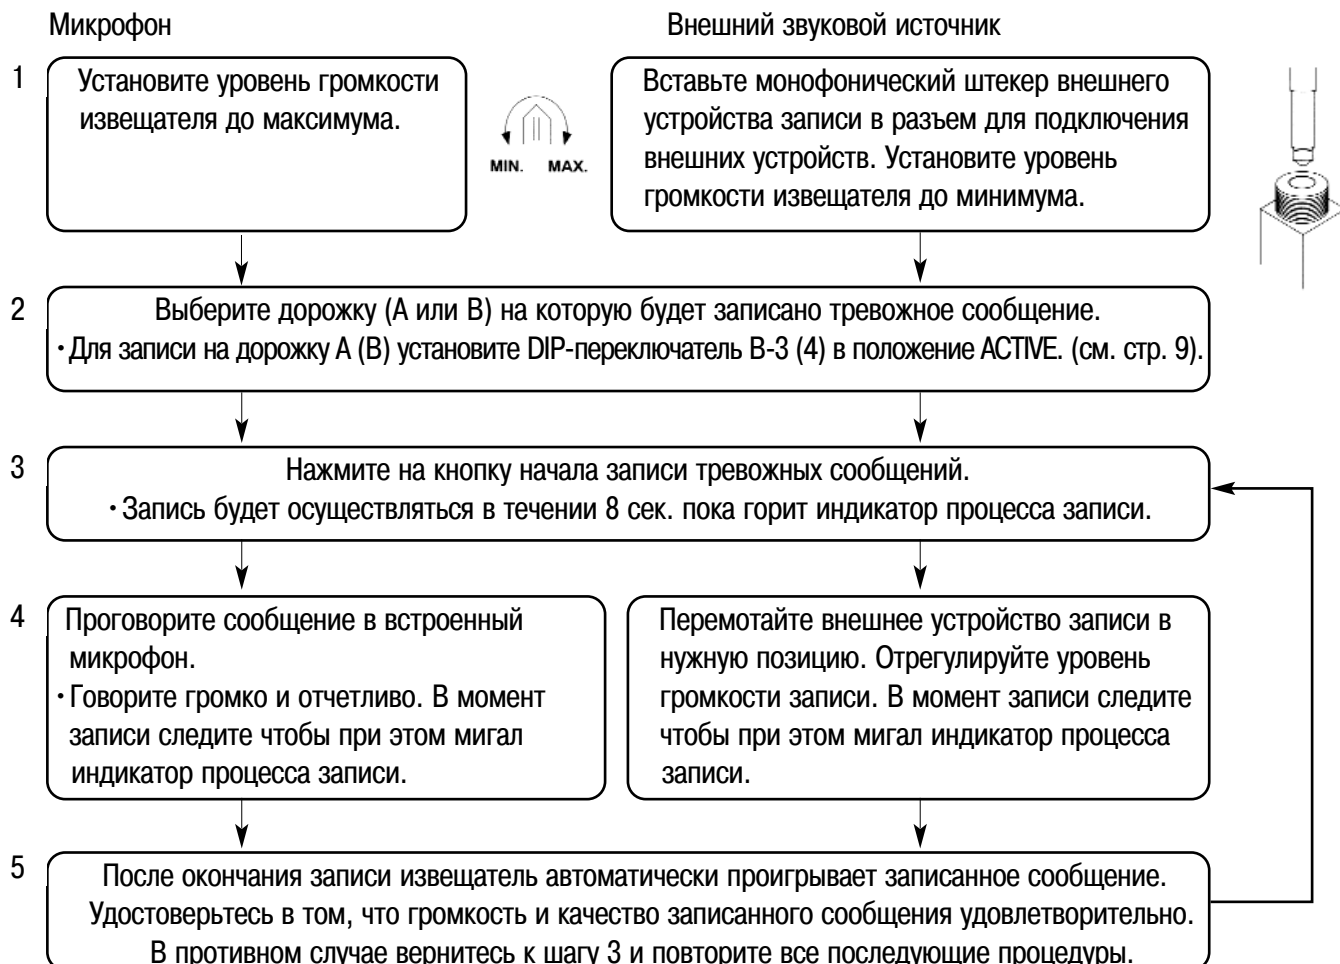 Микрофон
Внешний звуковой источник
1
Установите уровень громкости
извещателя до максимума.
MIN. MAX.
Вставьте монофонический штекер внешнего
устройства записи в разъем для подключения
внешних устройств. Установите уровень
громкости извещателя до минимума.
2
Выберите дорожку (А или В) на которую будет записано тревожное сообщение.
· Для записи на дорожку А (В) установите DIP-переключатель В-3 (4) в положение ACTIVE. (см. стр. 9).
3
Нажмите на кнопку начала записи тревожных сообщений.
· Запись будет осуществляться в течении 8 сек. пока горит индикатор процесса записи.
4
Проговорите сообщение в встроенный
микрофон.
· Говорите громко и отчетливо. В момент
записи следите чтобы при этом мигал
индикатор процесса записи.
Перемотайте внешнее устройство записи в
нужную позицию. Отрегулируйте уровень
громкости записи. В момент записи следите
чтобы при этом мигал индикатор процесса
записи.
5
После окончания записи извещатель автоматически проигрывает записанное сообщение.
Удостоверьтесь в том, что громкость и качество записанного сообщения удовлетворительно.
В противном случае вернитесь к шагу 3 и повторите все последующие процедуры.